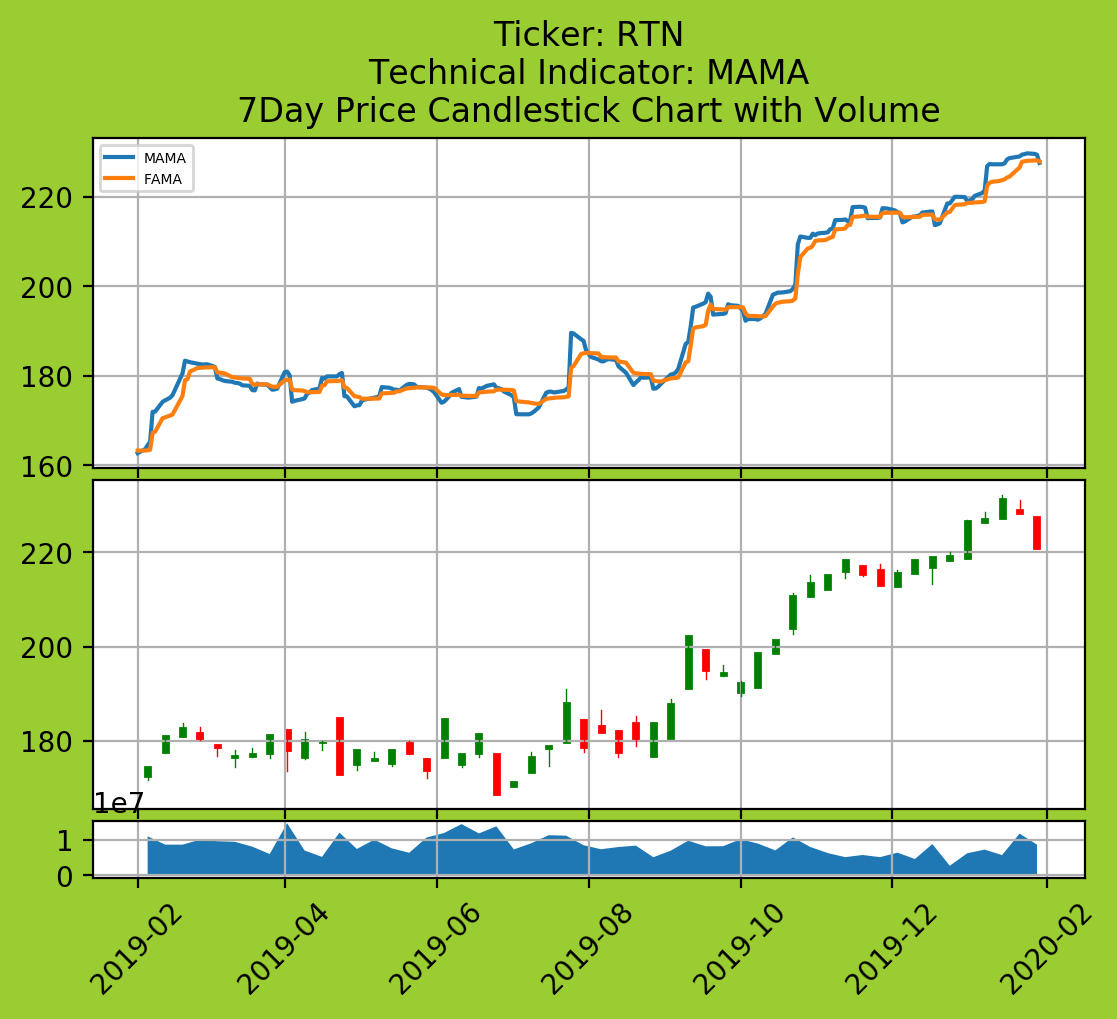 Ticker: RTN
Technical Indicator: MAMA
7Day Price Candlestick Chart with Volume
MAMA
FAMA
220
200
180
160
220
200
180
1e7
1
0
2019-02
2019-04
2019-06
2019-08
2019-10
2019-12
2020-02